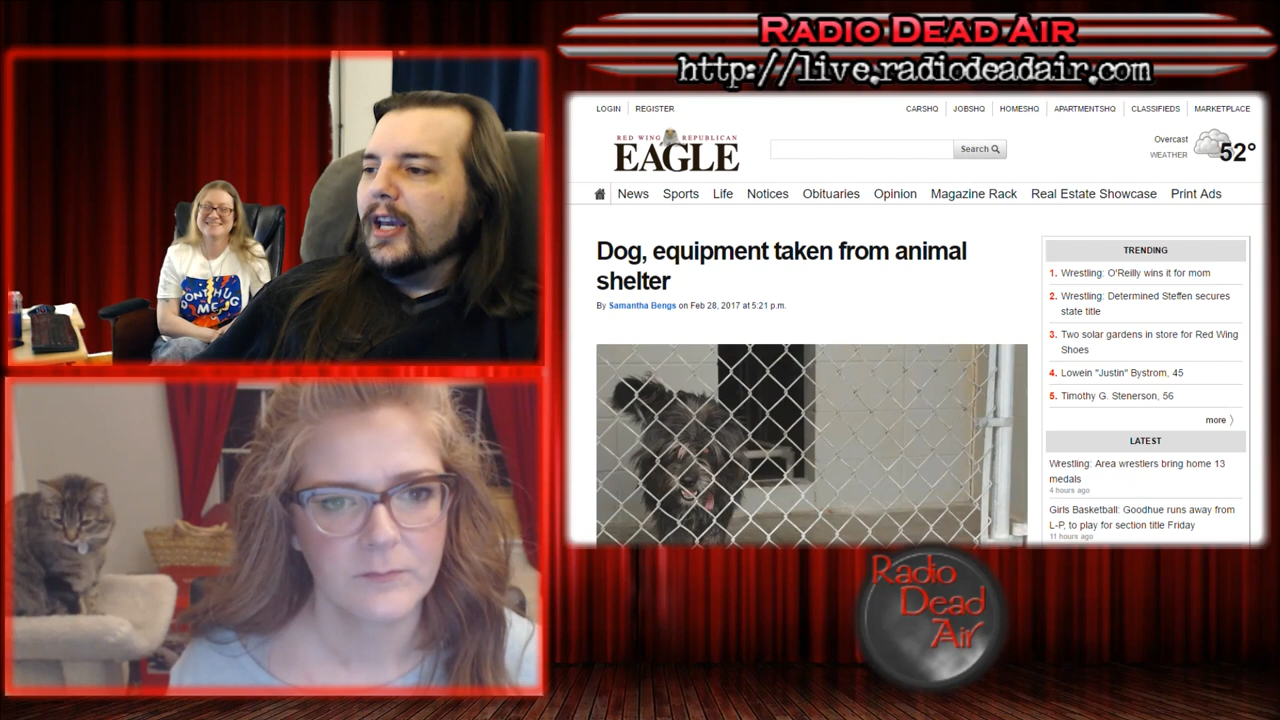 RADIO DEAD AIR
http://live.radiodeadair.com
LOGIN REGISTER CARSHQ JOBSHQ HOMESHQ APARTMENTSHQ CLASSIFIEDS MARKETPLACE
RED WING REPUBLICAN
EAGLE
Search
Overcast
WEATHER
52°
News Sports Life Notices Obituaries Opinion Magazine Rack Real Estate Showcase Print Ads
Dog, equipment taken from animal
shelter
By Samantha Bengs on Feb 28, 2017 at 5:21 p.m.
TRENDING
1. Wrestling: O'Reilly wins it for mom
2. Wrestling: Determined Steffen secures
state title
3. Two solar gardens in store for Red Wing
Shoes
4. Lowein "Justin" Bystrom, 45
5. Timothy G. Stenerson, 56
more
LATEST
Wrestling: Area wrestlers bring home 13
medals
4 hours ago
Girls Basketball: Goodhue runs away from
L-P, to play for section title Friday
11 hours ago
DON'T HUG
ME
Radio
Dead
Air